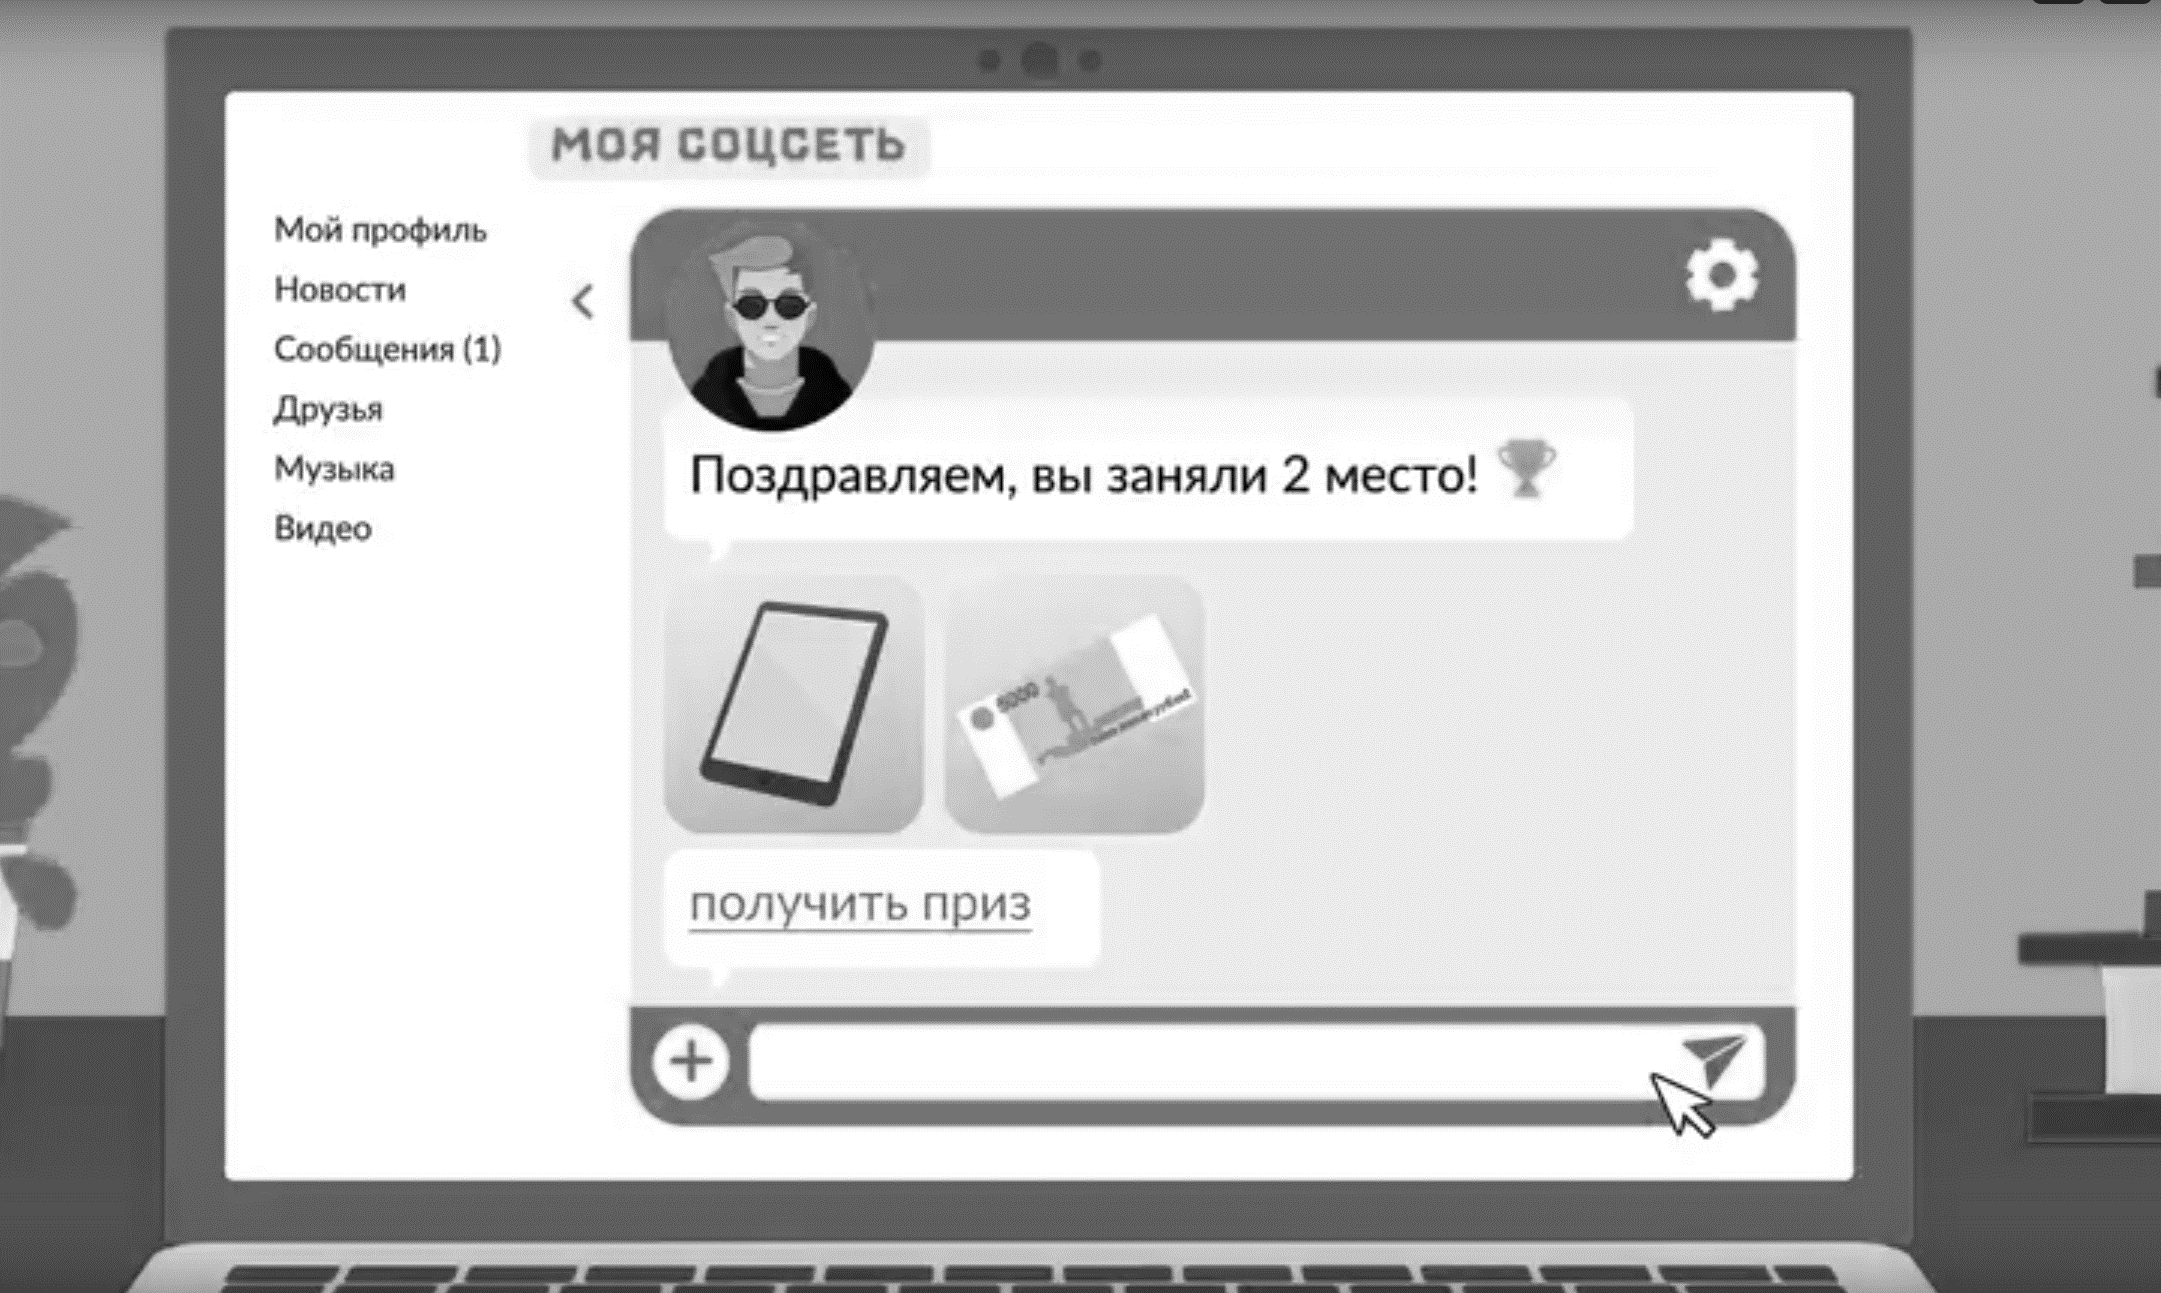 МОЯ СОЦСЕТЬ
Мой профиль
Новости
Сообщения (1)
Друзья
Музыка
Видео
Поздравляем, вы заняли 2 место!
5000
получить приз